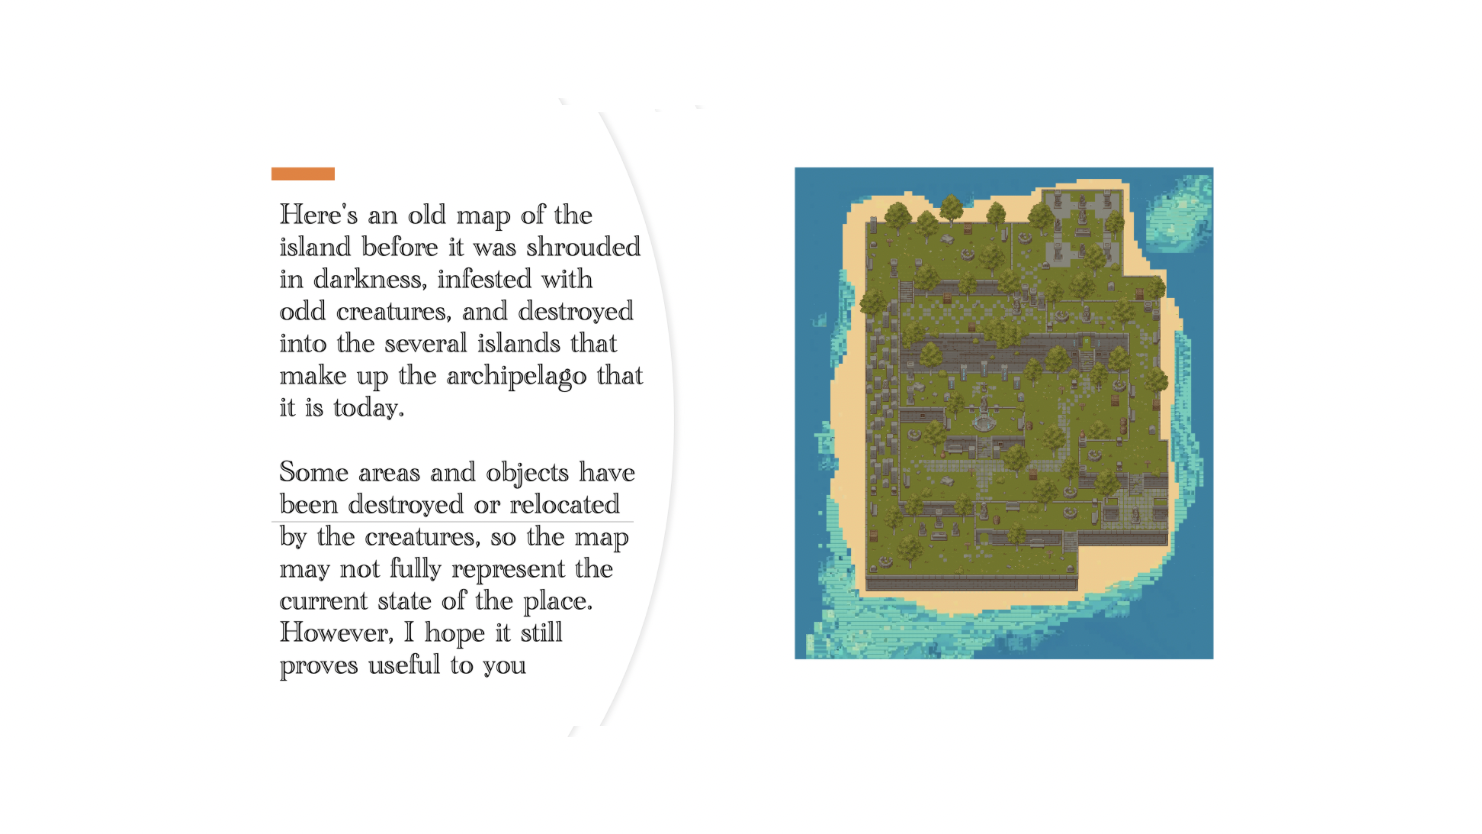 Here's an old map of the
island before it was shrouded
in darkness, infested with
odd creatures, and destroyed
into the several islands that
make up the archipelago that
it is today.
Some areas and objects have
been destroyed or relocated
by the creatures, so the map
may not fully represent the
current state of the place.
However, I hope it still
proves useful to you